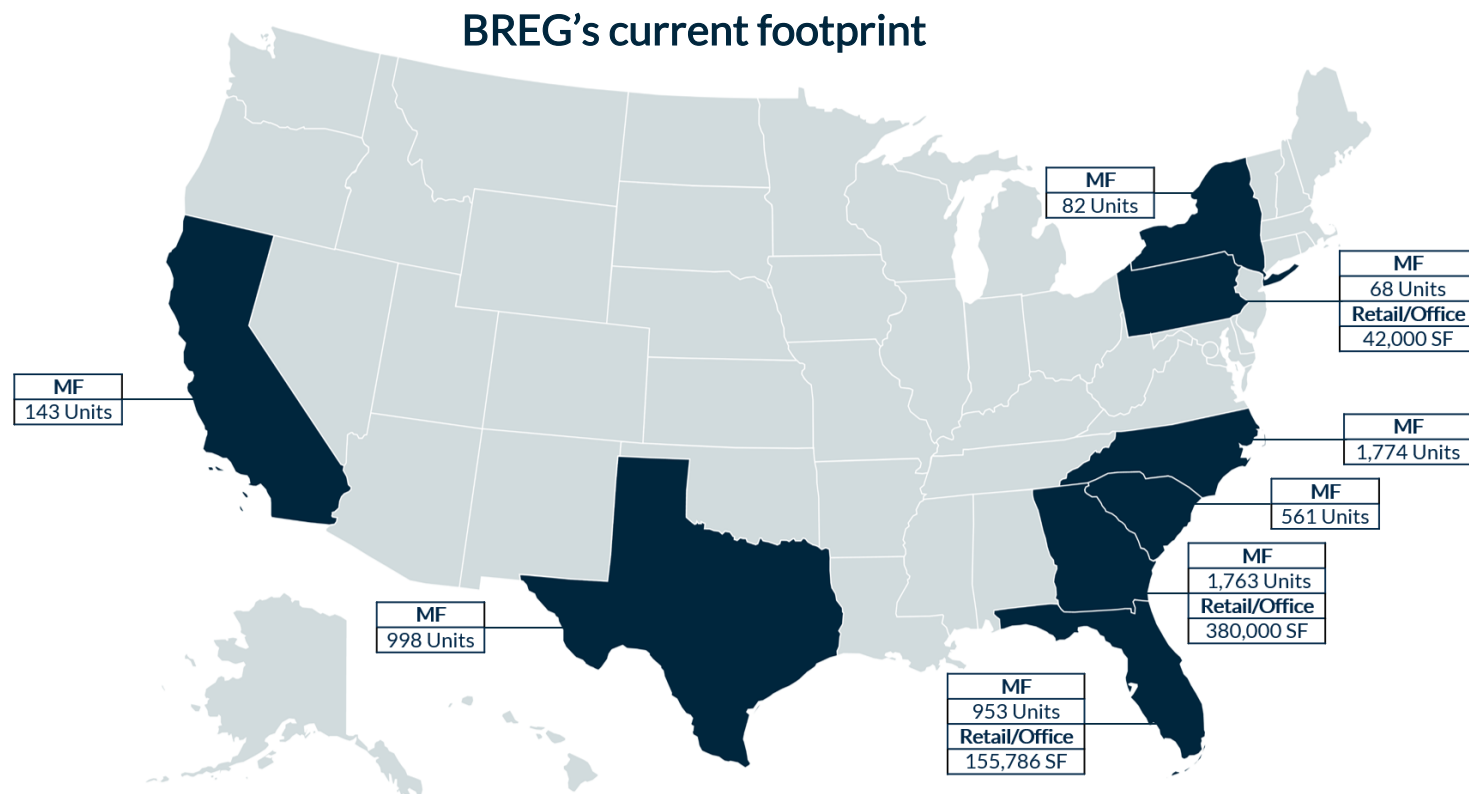 BREG’s current footprint
MF
82 Units
MF
68 Units
Retail/Office
42,000 SF
MF
143 Units
MF
1,774 Units
MF
561 Units
MF
1,763 Units
Retail/Office
380,000 SF
MF
998 Units
MF
953 Units
Retail/Office
155,786 SF